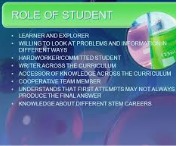 ROLE OF STUDENT
• LEARNER AND EXPLORER
• WILLING TO LOOK AT PROBLEMS AND INFORMATION IN
DIFFERENT WAYS
• HARDWORKER/COMMITTED STUDENT
• WRITER ACROSS THE CURRICULUM
• ACCESSOR OF KNOWLEDGE ACROSS THE CURRICULUM
• COOPERATIVE TEAM MEMBER
• UNDERSTANDS THAT FIRST ATTEMPTS MAY NOT ALWAYS
PRODUCE THE FINAL ANSWER
• KNOWLEDGE ABOUT DIFFERENT STEM CAREERS